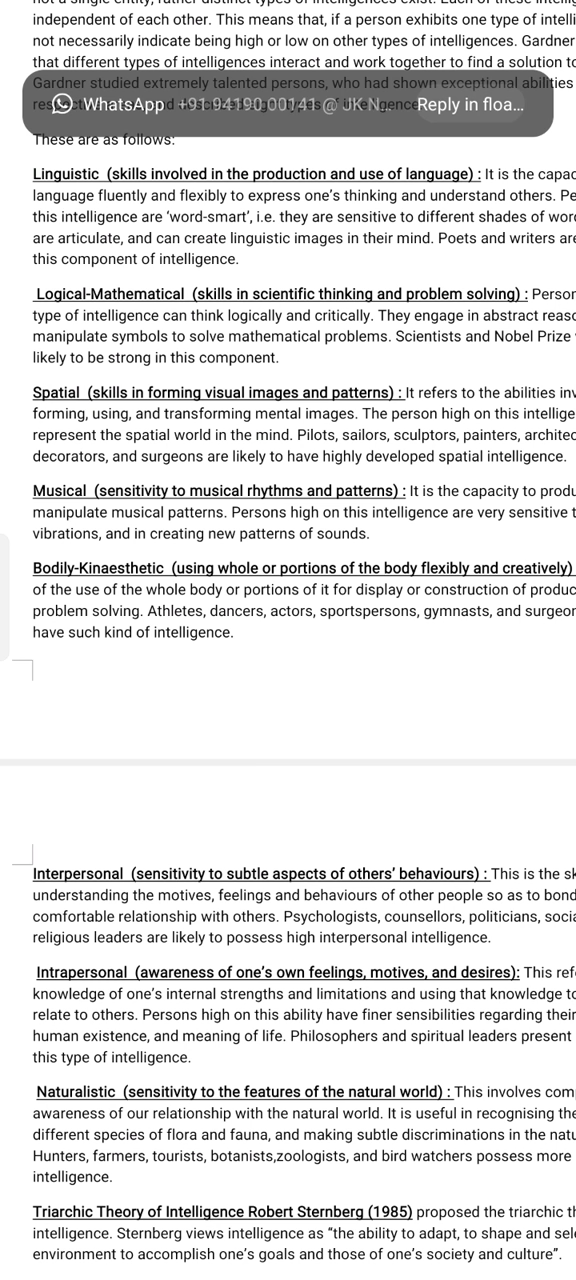 not a single entity, rather distinct types of intelligences exist. Each of these intellig
independent of each other. This means that, if a person exhibits one type of intelli
not necessarily indicate being high or low on other types of intelligences. Gardner
that different types of intelligences interact and work together to find a solution to
Gardner studied extremely talented persons, who had shown exceptional abilities
WhatsApp +91 94190 00141 @ JK N... Reply in floa...
These are as follows:
Linguistic (skills involved in the production and use of language) : It is the capac
language fluently and flexibly to express one's thinking and understand others. Pe
this intelligence are 'word-smart', i.e. they are sensitive to different shades of wor
are articulate, and can create linguistic images in their mind. Poets and writers are
this component of intelligence.
Logical-Mathematical (skills in scientific thinking and problem solving) : Person
type of intelligence can think logically and critically. They engage in abstract reaso
manipulate symbols to solve mathematical problems. Scientists and Nobel Prize
likely to be strong in this component.
Spatial (skills in forming visual images and patterns) : It refers to the abilities inv
forming, using, and transforming mental images. The person high on this intellige
represent the spatial world in the mind. Pilots, sailors, sculptors, painters, architec
decorators, and surgeons are likely to have highly developed spatial intelligence.
Musical (sensitivity to musical rhythms and patterns) : It is the capacity to produ
manipulate musical patterns. Persons high on this intelligence are very sensitive t
vibrations, and in creating new patterns of sounds.
Bodily-Kinaesthetic (using whole or portions of the body flexibly and creatively)
of the use of the whole body or portions of it for display or construction of produc
problem solving. Athletes, dancers, actors, sportspersons, gymnasts, and surgeon
have such kind of intelligence.
Interpersonal (sensitivity to subtle aspects of others' behaviours) : This is the sk
understanding the motives, feelings and behaviours of other people so as to bond
comfortable relationship with others. Psychologists, counsellors, politicians, socia
religious leaders are likely to possess high interpersonal intelligence.
Intrapersonal (awareness of one's own feelings, motives, and desires): This refe
knowledge of one's internal strengths and limitations and using that knowledge to
relate to others. Persons high on this ability have finer sensibilities regarding their
human existence, and meaning of life. Philosophers and spiritual leaders present
this type of intelligence.
Naturalistic (sensitivity to the features of the natural world) : This involves com
awareness of our relationship with the natural world. It is useful in recognising the
different species of flora and fauna, and making subtle discriminations in the natu
Hunters, farmers, tourists, botanists,zoologists, and bird watchers possess more
intelligence.
Triarchic Theory of Intelligence Robert Sternberg (1985) proposed the triarchic th
intelligence. Sternberg views intelligence as "the ability to adapt, to shape and sele
environment to accomplish one's goals and those of one's society and culture".